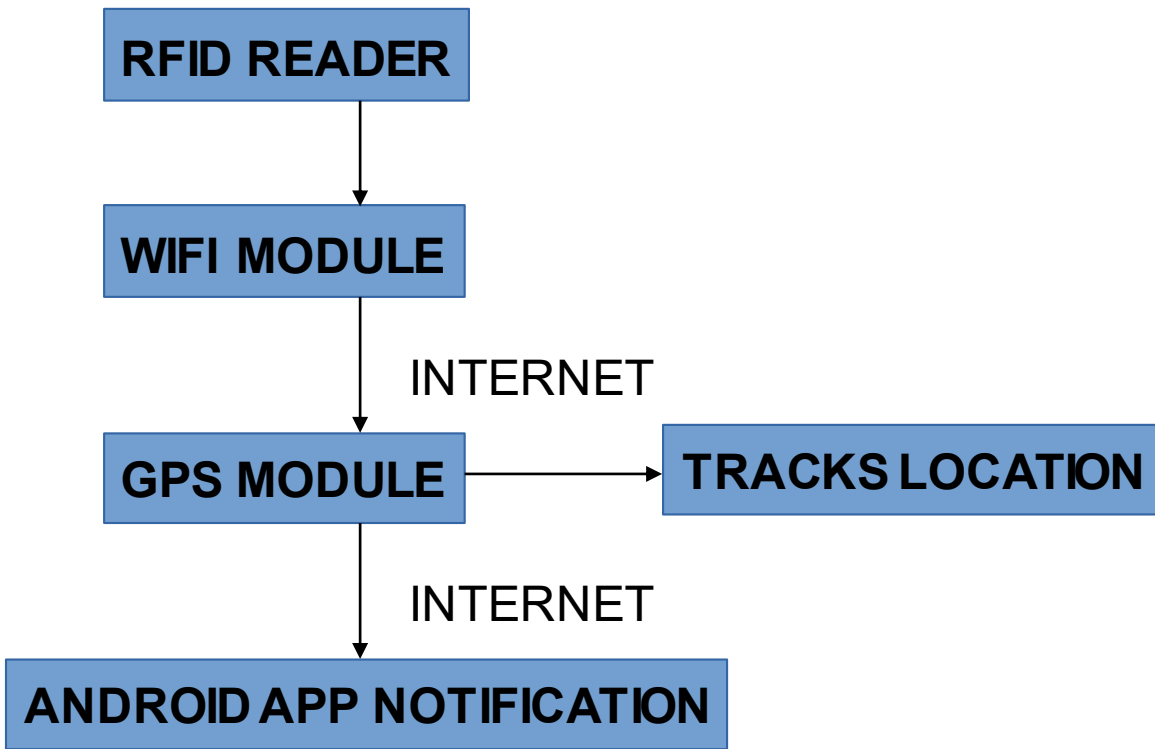 RFID READER
WIFI MODULE
INTERNET
GPS MODULE
TRACKS LOCATION
INTERNET
ANDROID APP NOTIFICATION